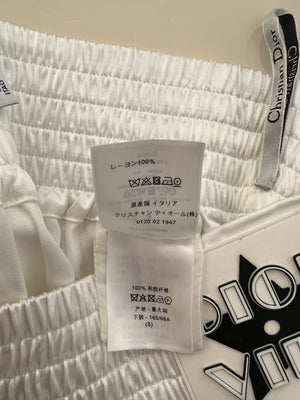 Christian Dior
レーヨン100%
原産国 イタリア
クリスチャン ディオール(株)
0120 02 1947
100% 粘胶纤维
产地 - 意大利
下装 - 165/66A
(S)
DIOR
VIB